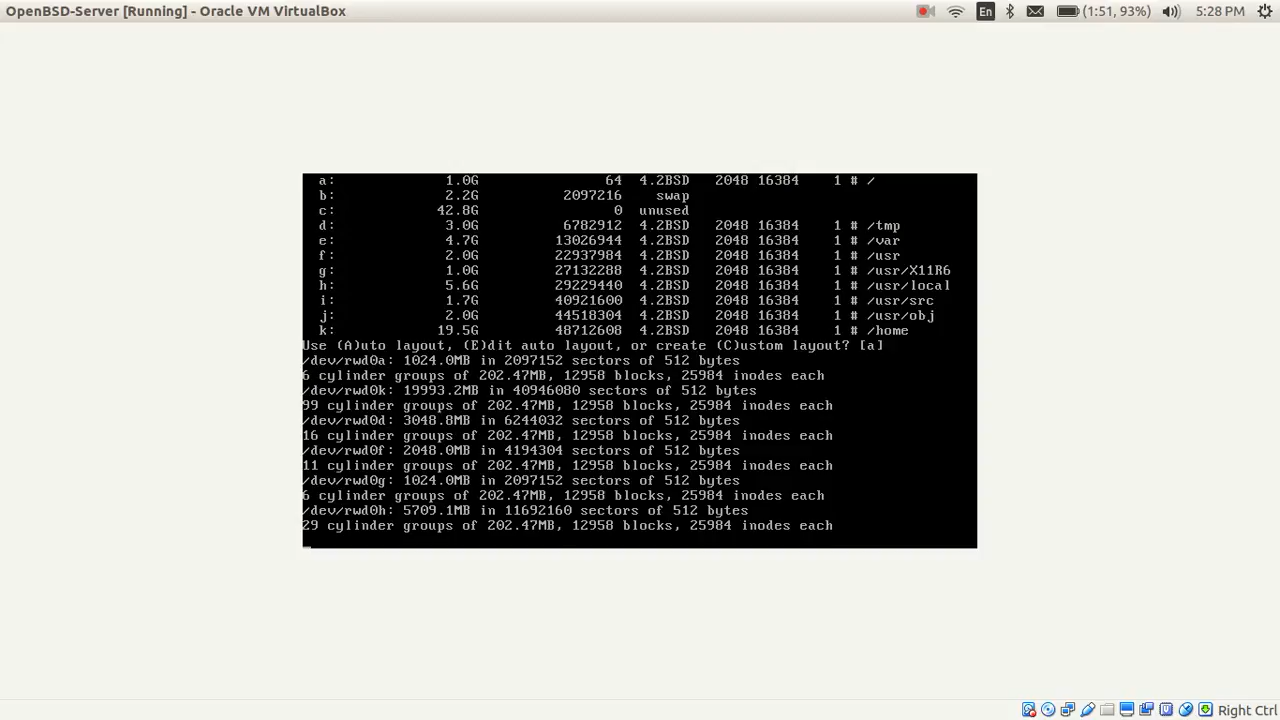 OpenBSD-Server [Running] - Oracle VM VirtualBox En (1:51, 93%) 5:28 PM
a: 1.0G 64 4.2BSD 2048 16384 1 # /
b: 2.2G 2097216 swap
c: 42.8G 0 unused
d: 3.0G 6782912 4.2BSD 2048 16384 1 # /tmp
e: 4.7G 13026944 4.2BSD 2048 16384 1 # /var
f: 2.0G 22937984 4.2BSD 2048 16384 1 # /usr
g: 1.0G 27132288 4.2BSD 2048 16384 1 # /usr/X11R6
h: 5.6G 29229440 4.2BSD 2048 16384 1 # /usr/local
i: 1.7G 40921600 4.2BSD 2048 16384 1 # /usr/src
j: 2.0G 44518304 4.2BSD 2048 16384 1 # /usr/obj
k: 19.5G 48712608 4.2BSD 2048 16384 1 # /home
Use (A)uto layout, (E)dit auto layout, or create (C)ustom layout? [a]
/dev/rwd0a: 1024.0MB in 2097152 sectors of 512 bytes
6 cylinder groups of 202.47MB, 12958 blocks, 25984 inodes each
/dev/rwd0k: 19993.2MB in 40946080 sectors of 512 bytes
99 cylinder groups of 202.47MB, 12958 blocks, 25984 inodes each
/dev/rwd0d: 3048.8MB in 6244032 sectors of 512 bytes
16 cylinder groups of 202.47MB, 12958 blocks, 25984 inodes each
/dev/rwd0f: 2048.0MB in 4194304 sectors of 512 bytes
11 cylinder groups of 202.47MB, 12958 blocks, 25984 inodes each
/dev/rwd0g: 1024.0MB in 2097152 sectors of 512 bytes
6 cylinder groups of 202.47MB, 12958 blocks, 25984 inodes each
/dev/rwd0h: 5709.1MB in 11692160 sectors of 512 bytes
29 cylinder groups of 202.47MB, 12958 blocks, 25984 inodes each
Right Ctrl